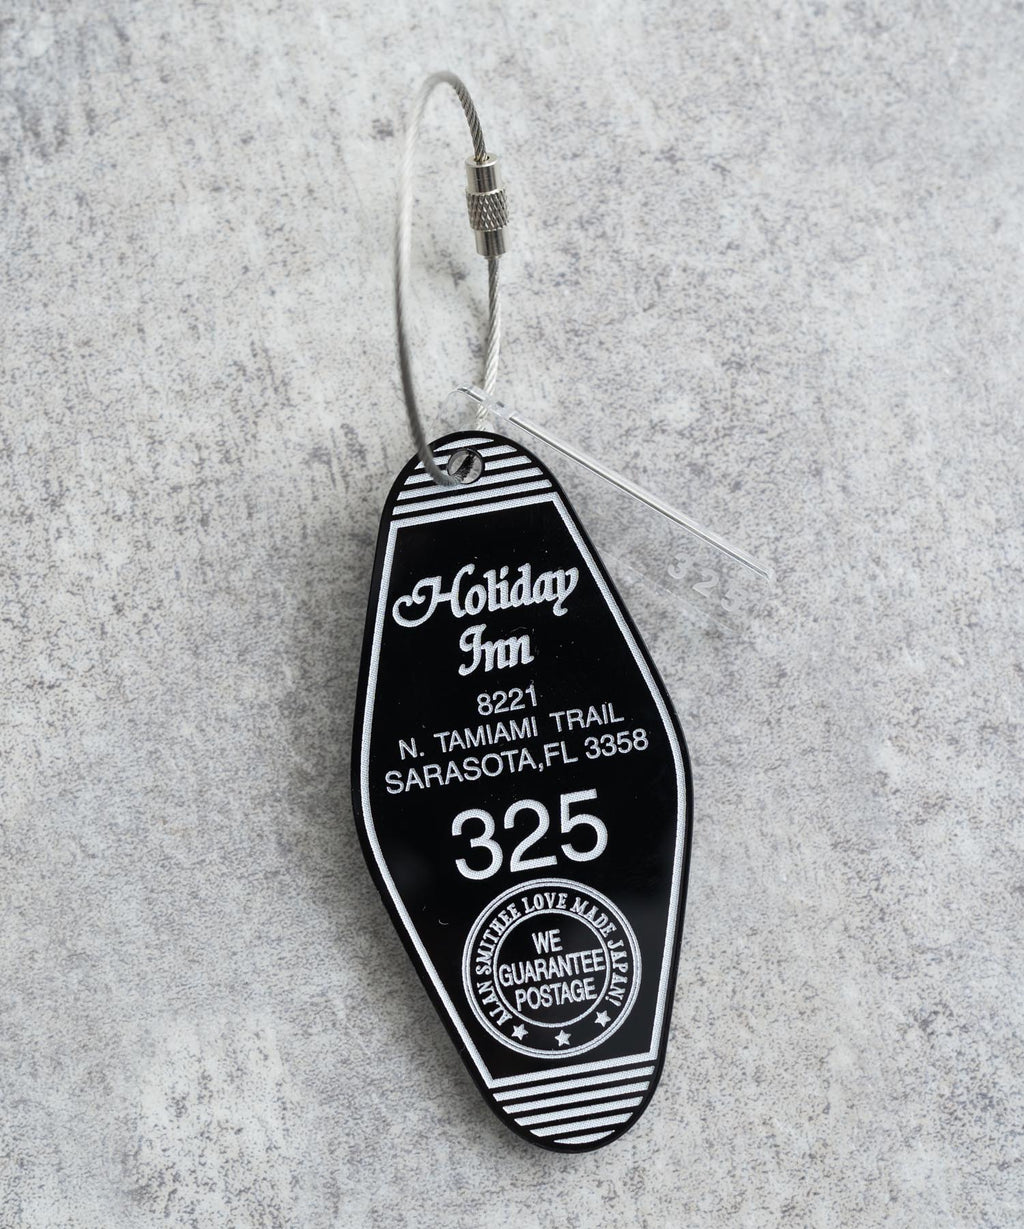 Holiday
Inn
8221
N. TAMIAMI TRAIL
SARASOTA,FL 3358
325
ALAN SMITHEE LOVE MADE JAPAN!
WE
GUARANTEE
POSTAGE
325